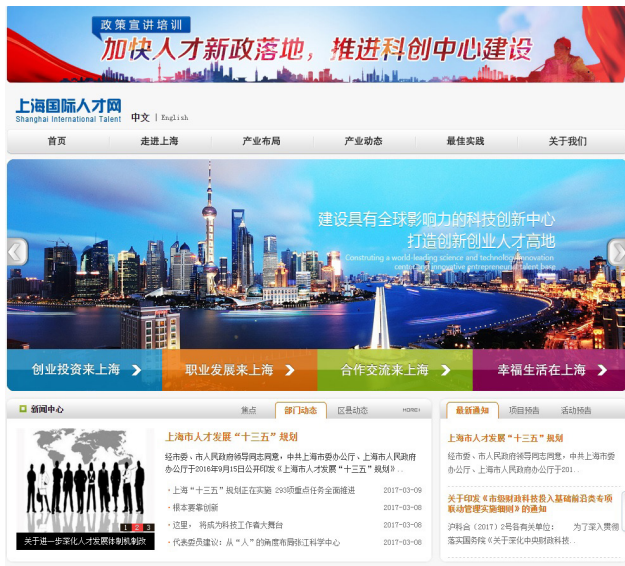 政策宣讲培训
加快人才新政落地，推进科创中心建设
上海国际人才网
Shanghai International Talent
中文 | English
首页 走进上海 产业布局 产业动态 最佳实践 关于我们
建设具有全球影响力的科技创新中心
打造创新创业人才高地
Constructing a world-leading science and technology innovation
center and innovative entrepreneurial talent base
创业投资来上海 职业发展来上海 合作交流来上海 幸福生活在上海
新闻中心 焦点 部门动态 区县动态 MORE
最新通知 项目预告 活动预告
上海市人才发展“十三五”规划
经市委、市人民政府领导同志同意，中共上海市委办公厅、上海市人民政府
办公厅于2016年9月15日公开印发《上海市人才发展“十三五”规划》..
·上海“十三五”规划正在实施 293项重点任务全面推进 2017-03-09
·根本要靠创新 2017-03-08
·这里， 将成为科技工作者大舞台 2017-03-08
·代表委员建议：从“人”的角度布局张江科学中心 2017-03-08
1 2 3
关于进一步深化人才发展体制机制改
上海市人才发展“十三五”规划
经市委、市人民政府领导同志同意，中共上海市委
办公厅、上海市人民政府办公厅于201..
关于印发《市级财政科技投入基础前沿类专项
联动管理实施细则》的通知
沪科合（2017）2号各有关单位： 为了深入贯彻
落实国务院《关于深化中央财政科技..